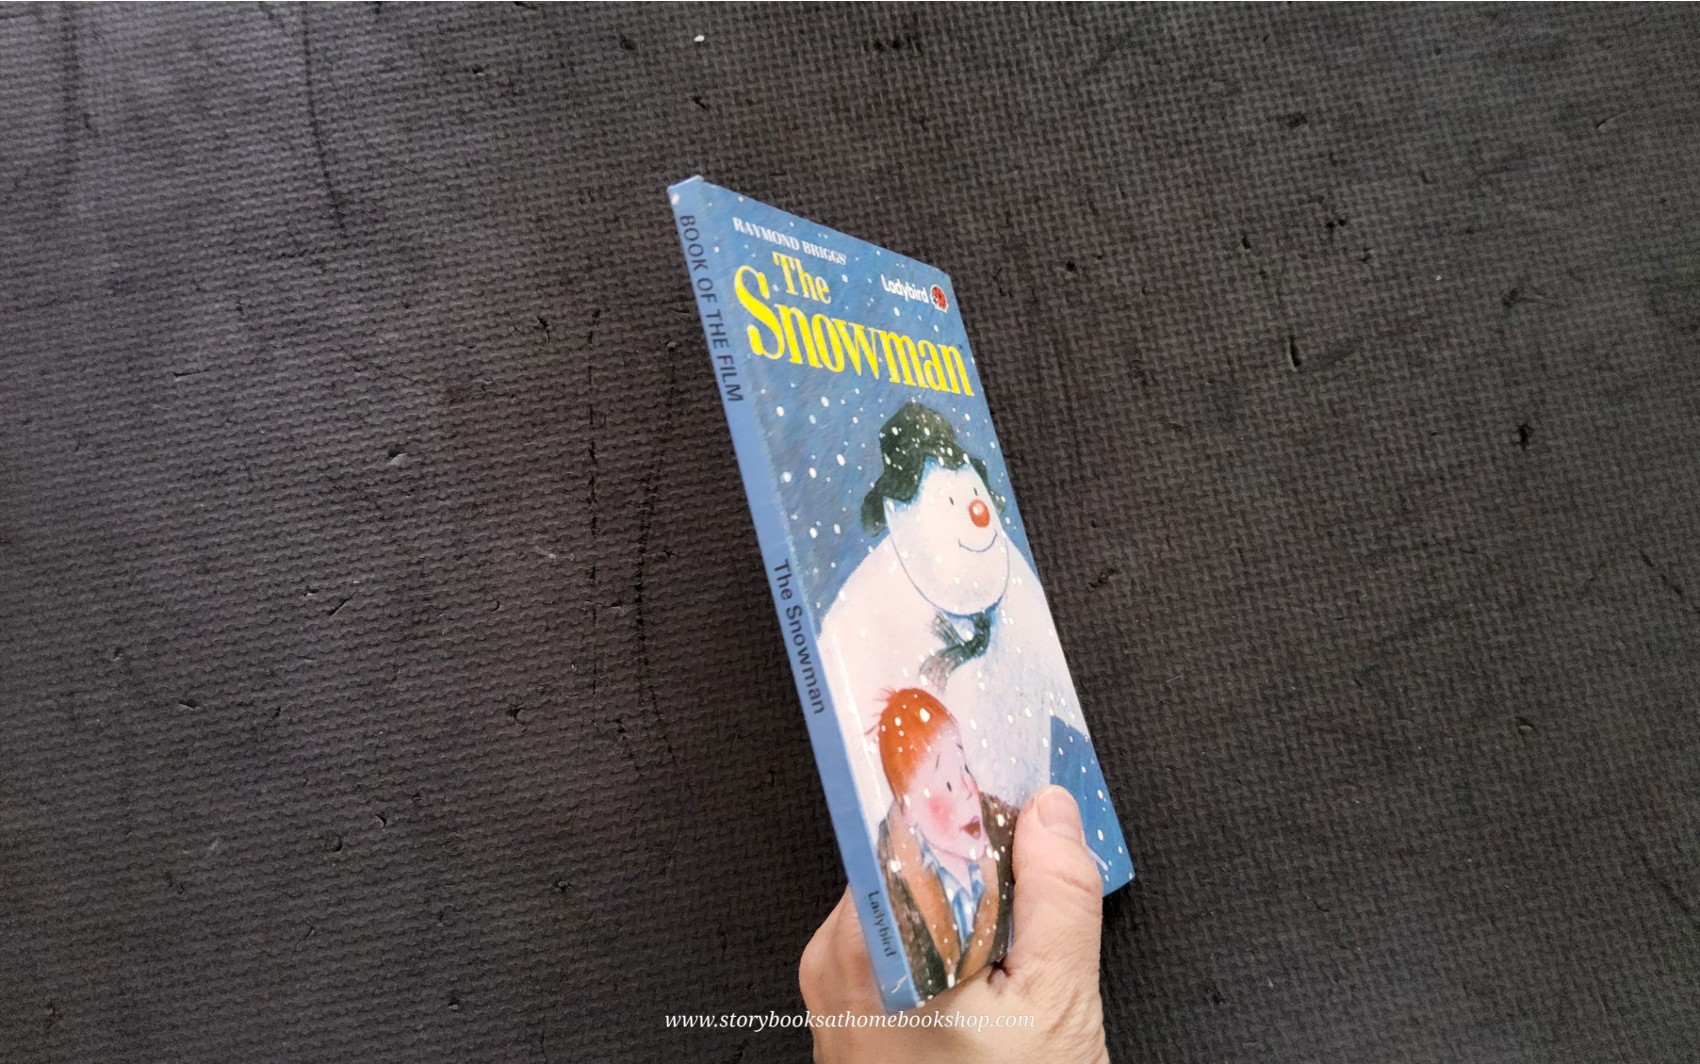 BOOK OF THE FILM
The Snowman
Ladybird
RAYMOND BRIGGS'
Ladybird
The
Snowman
www.storybooksathomebookshop.com